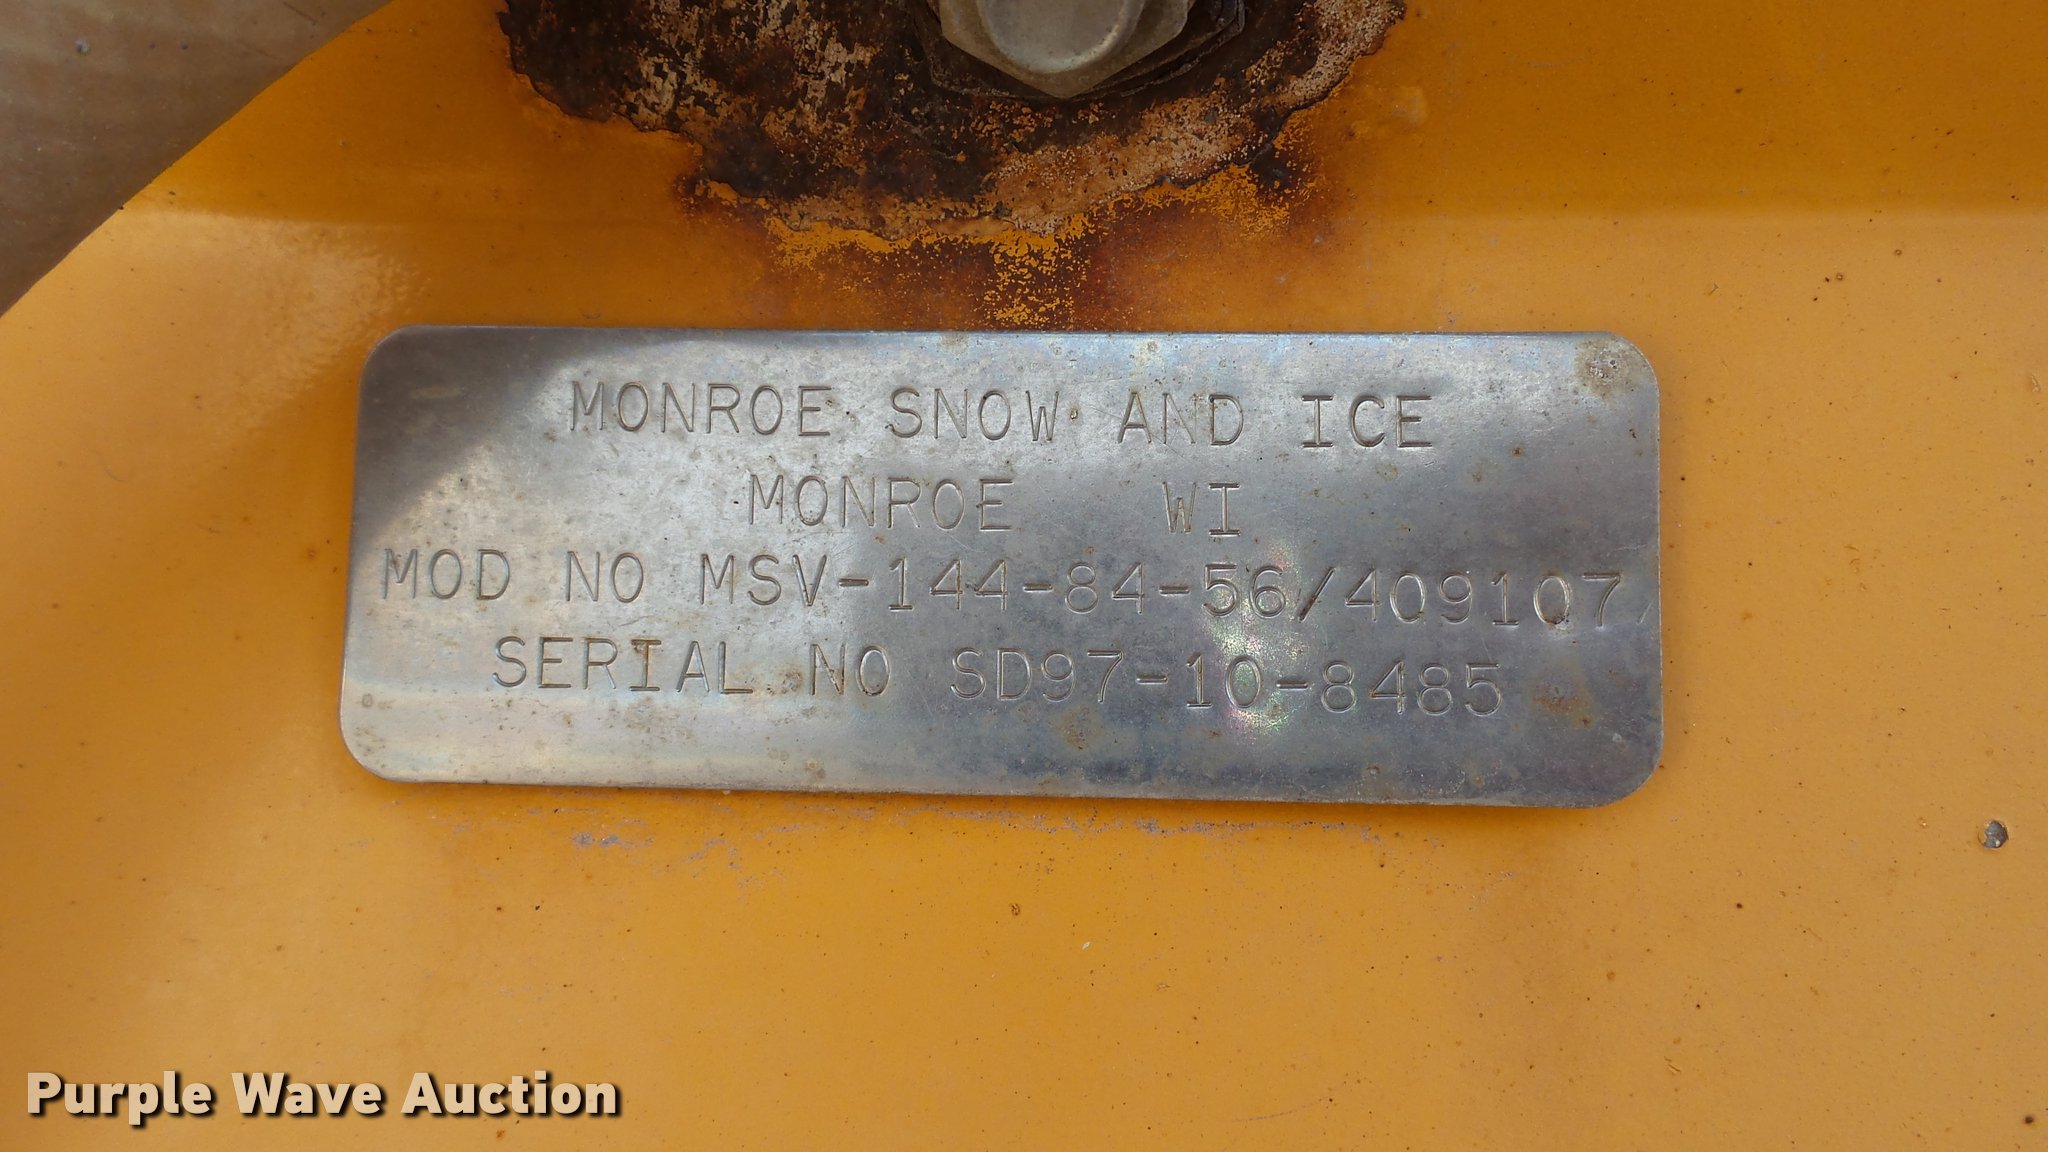 MONROE SNOW AND ICE
MONROE WI
MOD NO MSV-144-84-56/409107
SERIAL NO SD97-10-8485
Purple Wave Auction